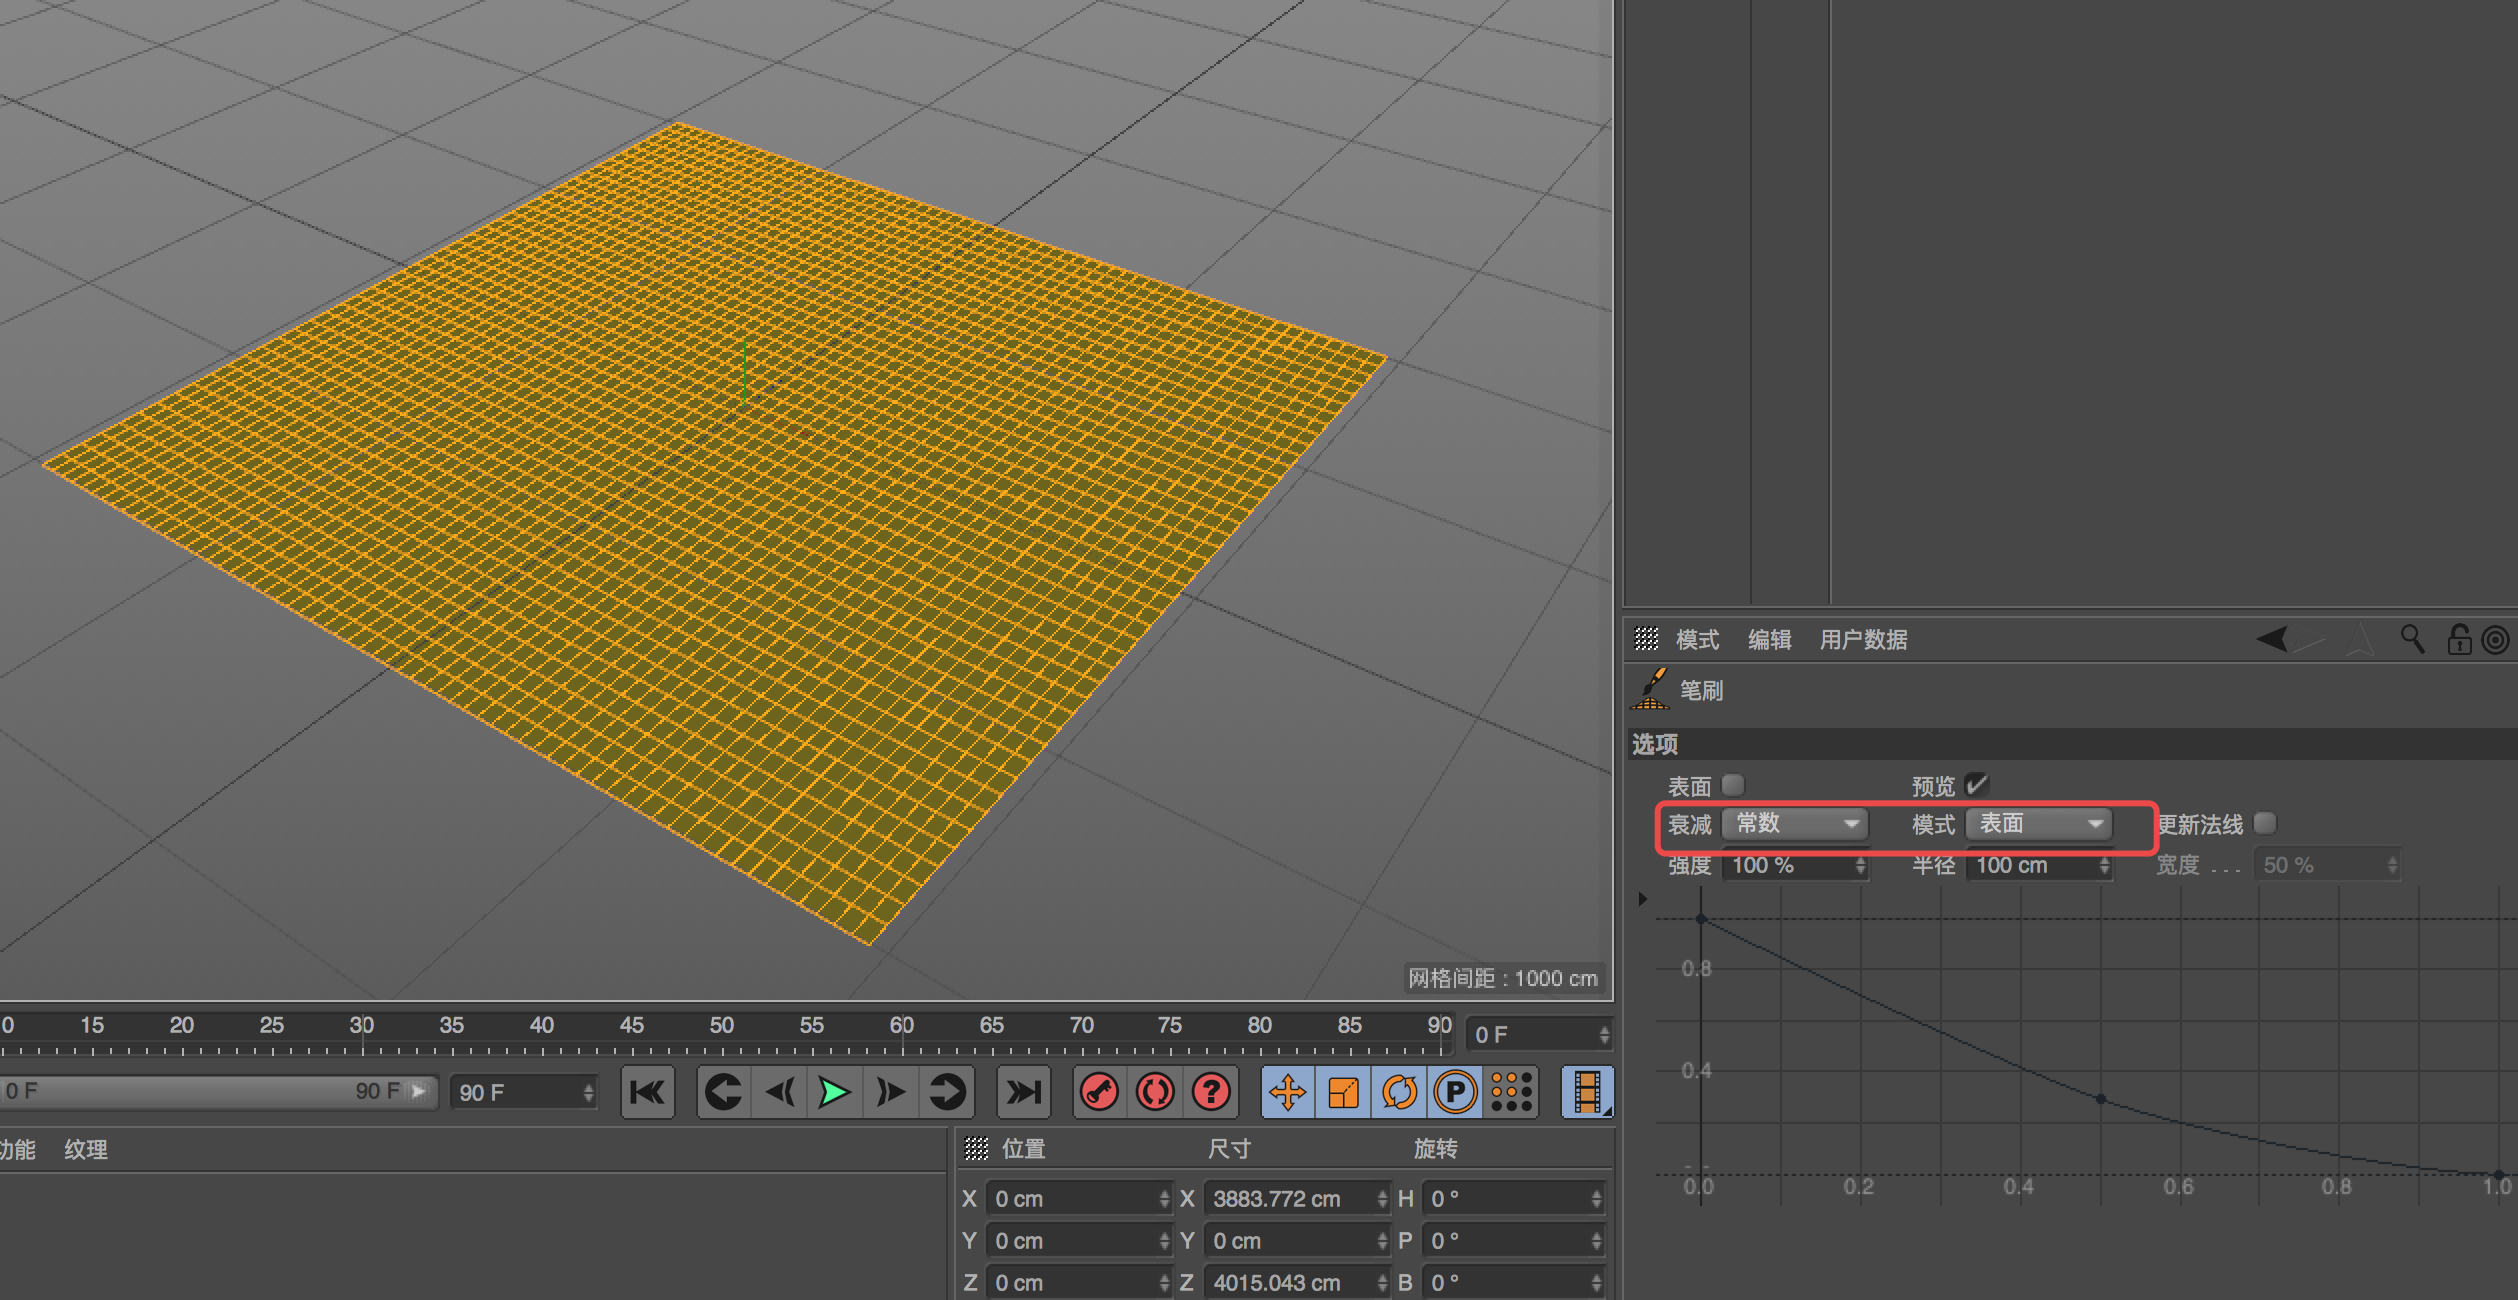 网格间距 : 1000 cm
0 15 20 25 30 35 40 45 50 55 60 65 70 75 80 85 90 0 F
0 F 90 F 90 F
P
功能 纹理
位置 尺寸 旋转
X 0 cm X 3883.772 cm H 0 °
Y 0 cm Y 0 cm P 0 °
Z 0 cm Z 4015.043 cm B 0 °
模式 编辑 用户数据
笔刷
选项
表面 预览
衰减 常数 模式 表面 更新法线
强度 100 % 半径 100 cm 宽度 . . . 50 %
0.8
0.4
0.0 0.2 0.4 0.6 0.8 1.0